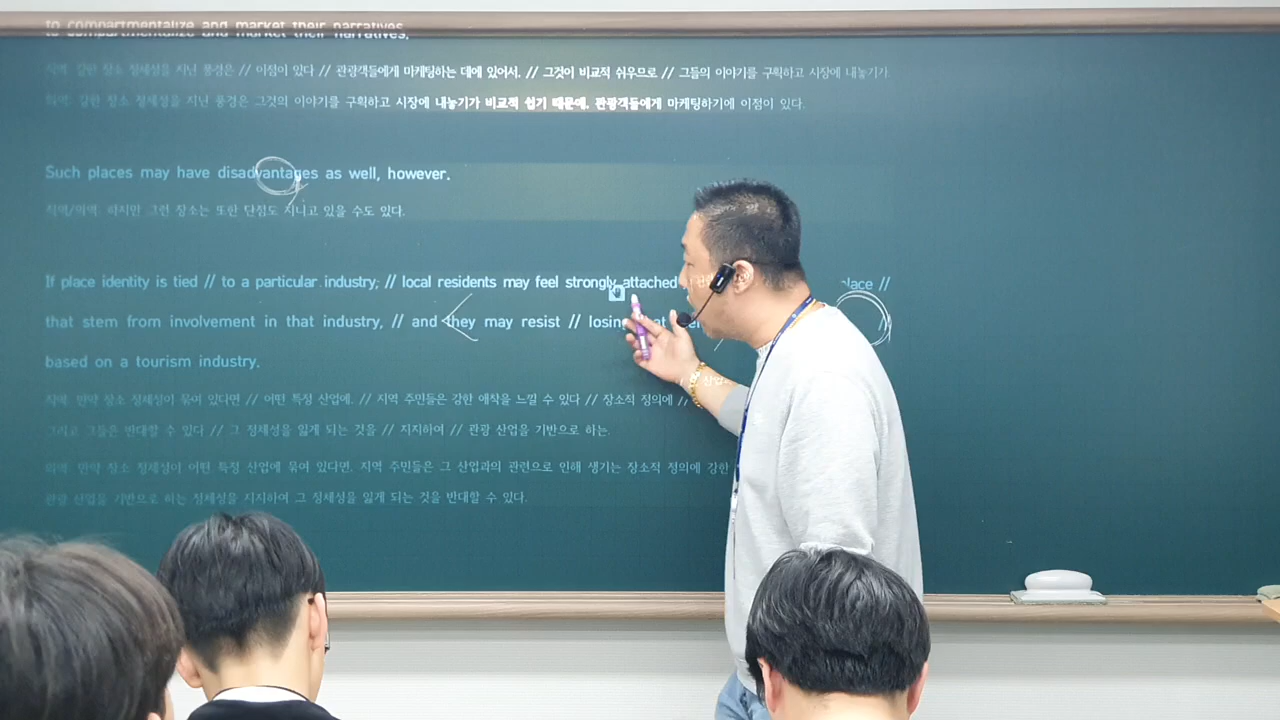 to compartmentalize and market their narratives.
직역: 강한 장소 정체성을 지닌 풍경은 // 이점이 있다 // 관광객들에게 마케팅하는 데에 있어서, // 그것이 비교적 쉬우므로 // 그들의 이야기를 구획하고 시장에 내놓기가.
의역: 강한 장소 정체성을 지닌 풍경은 그것의 이야기를 구획하고 시장에 내놓기가 비교적 쉽기 때문에, 관광객들에게 마케팅하기에 이점이 있다.
Such places may have disadvantages as well, however.
직역/의역: 하지만 그런 장소는 또한 단점도 지니고 있을 수도 있다.
If place identity is tied // to a particular industry, // local residents may feel strongly attached place //
that stem from involvement in that industry, // and they may resist // losing that
based on a tourism industry.
직역: 만약 장소 정체성이 묶여 있다면 // 어떤 특정 산업에, // 지역 주민들은 강한 애착을 느낄 수 있다 // 장소적 정의에 //
그리고 그들은 반대할 수 있다 // 그 정체성을 잃게 되는 것을 // 지지하여 // 관광 산업을 기반으로 하는.
의역: 만약 장소 정체성이 어떤 특정 산업에 묶여 있다면, 지역 주민들은 그 산업과의 관련으로 인해 생기는 장소적 정의에 강한
관광 산업을 기반으로 하는 정체성을 지지하여 그 정체성을 잃게 되는 것을 반대할 수 있다.